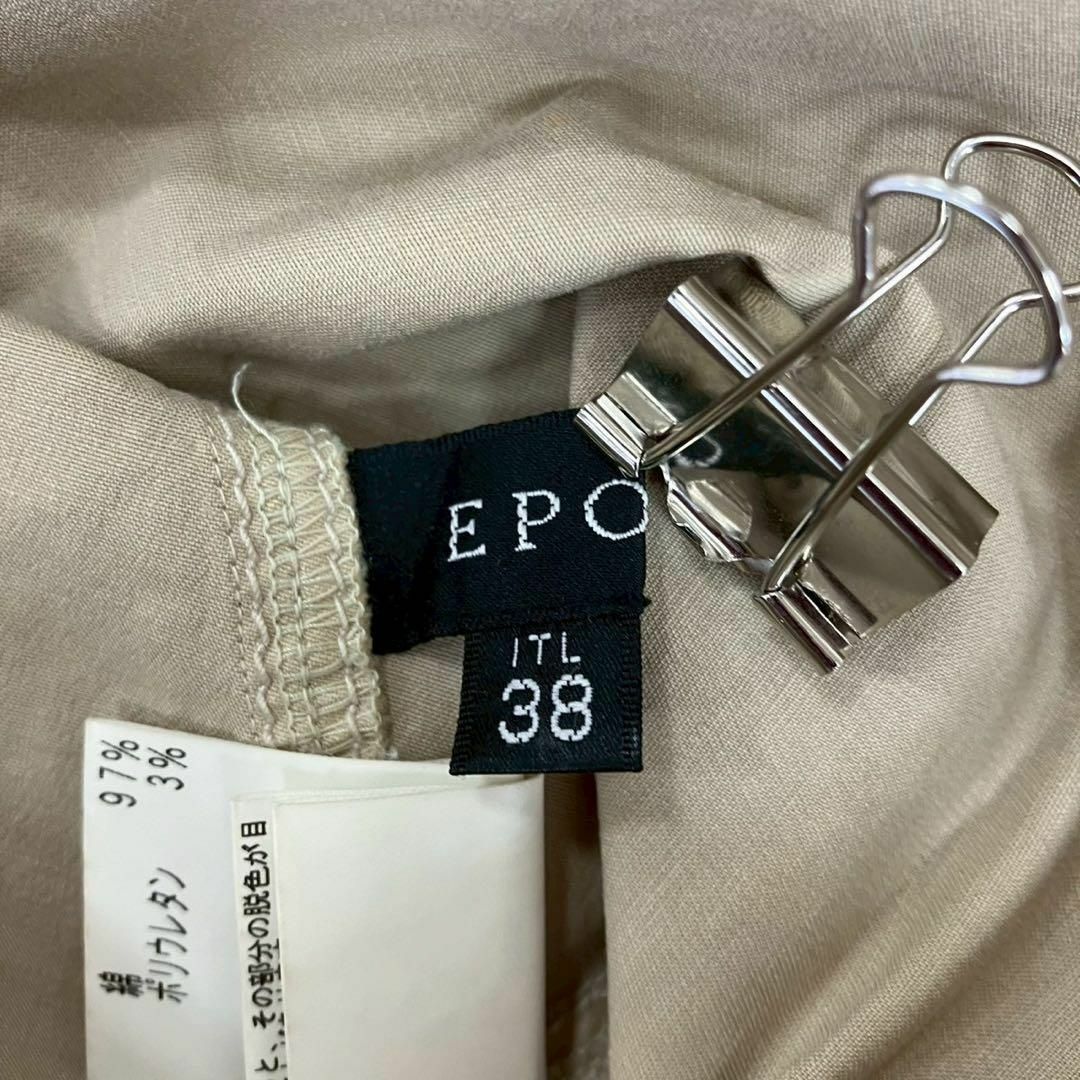 EPO
ITL
38
綿 97%
ポリウレタン 3%
と、その部分の脱色が目